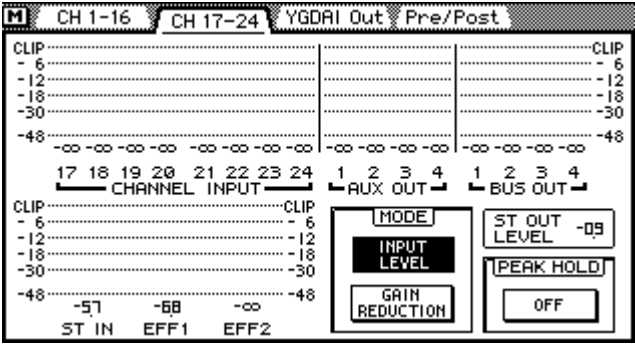 M CH 1-16 CH 17-24 YGDAI Out Pre/Post
CLIP CLIP
- 6 - 6
-12 -12
-18 -18
-30 -30
-48 -48
-∞ -∞ -∞ -∞ -∞ -∞ -∞ -∞ -∞ -∞ -∞ -∞ -∞ -∞ -∞ -∞
17 18 19 20 21 22 23 24 1 2 3 4 1 2 3 4
CHANNEL INPUT AUX OUT BUS OUT
CLIP CLIP
- 6 - 6
-12 -12
-18 -18
-30 -30
-48 -48
-57 -68 -∞
ST IN EFF1 EFF2
MODE
INPUT
LEVEL
GAIN
REDUCTION
ST OUT
LEVEL -09
PEAK HOLD
OFF